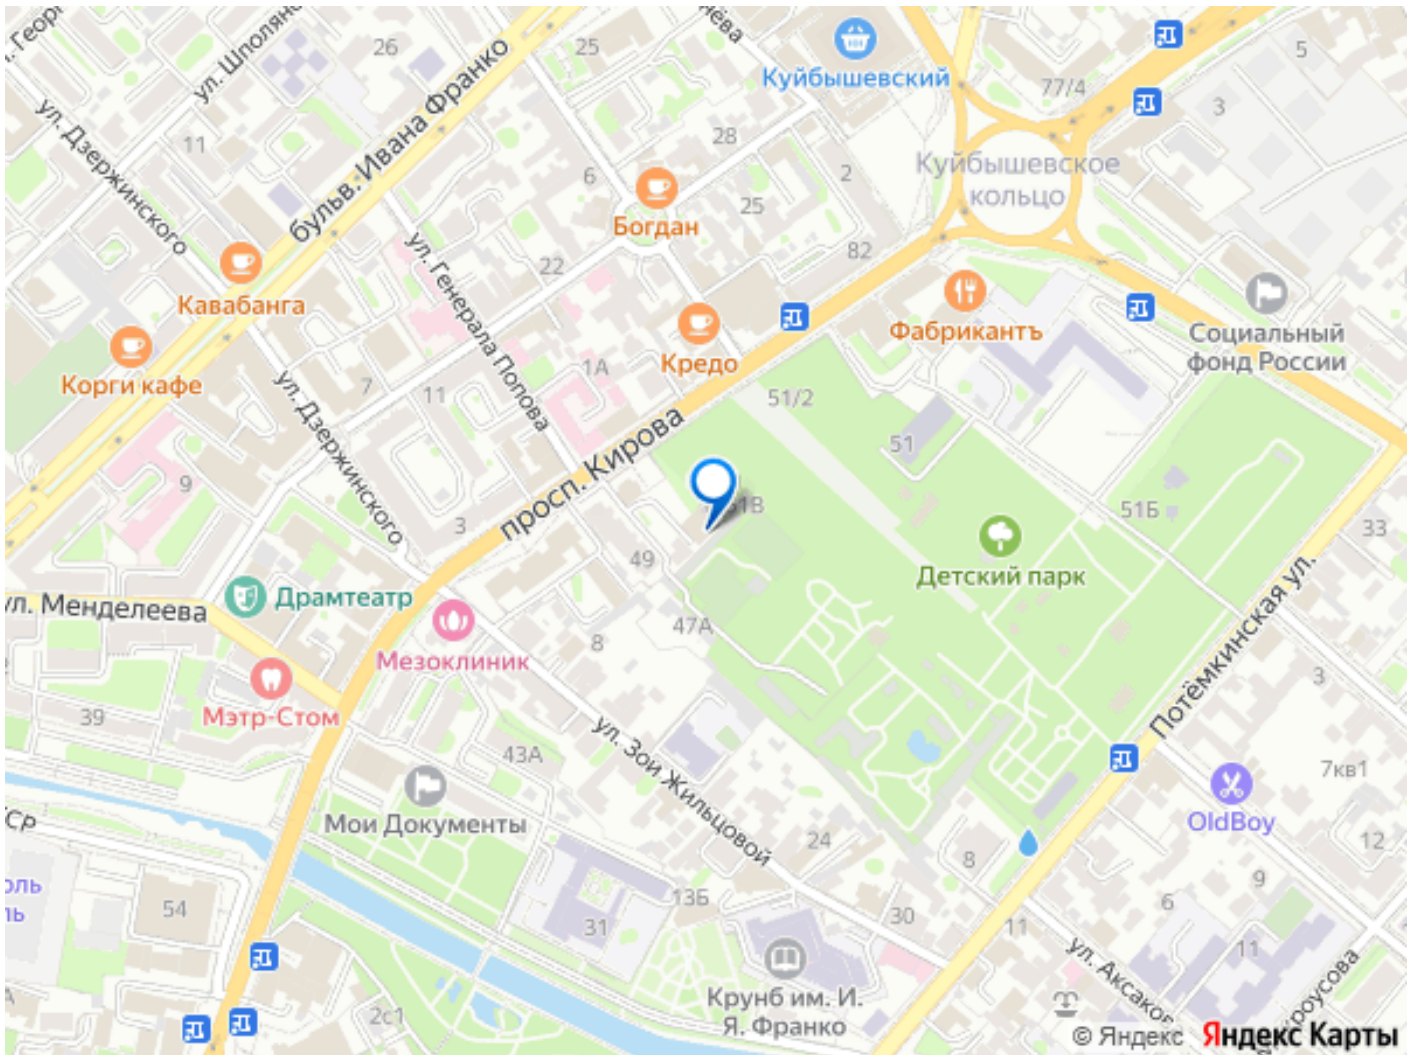 ул. Шполянс
26
25
Куйбышевский
77/4
5
3
бульв. Ивана Франко
ул. Дзержинского
11
28
6
2
Куйбышевское
кольцо
25
Богдан
82
22
ул. Генерала Попова
Кавабанга
Фабрикантъ
Социальный
фонд России
Кредо
Корги кафе
1А
7
11
51/2
ул. Дзержинского
просп. Кирова
51
9
3
51В
51Б
33
49
Детский парк
Драмтеатр
ул. Менделеева
47А
8
Мезоклиник
Потёмкинская ул.
3
Мэтр-Стом
39
43А
ул. Зои Жильцовой
7кв1
Мои Документы
OldBoy
24
12
8
9
13Б
6
54
31
30
11
11
ул. Аксаков
Крунб им. И.
Я. Франко
2с1
© Яндекс Яндекс Карты